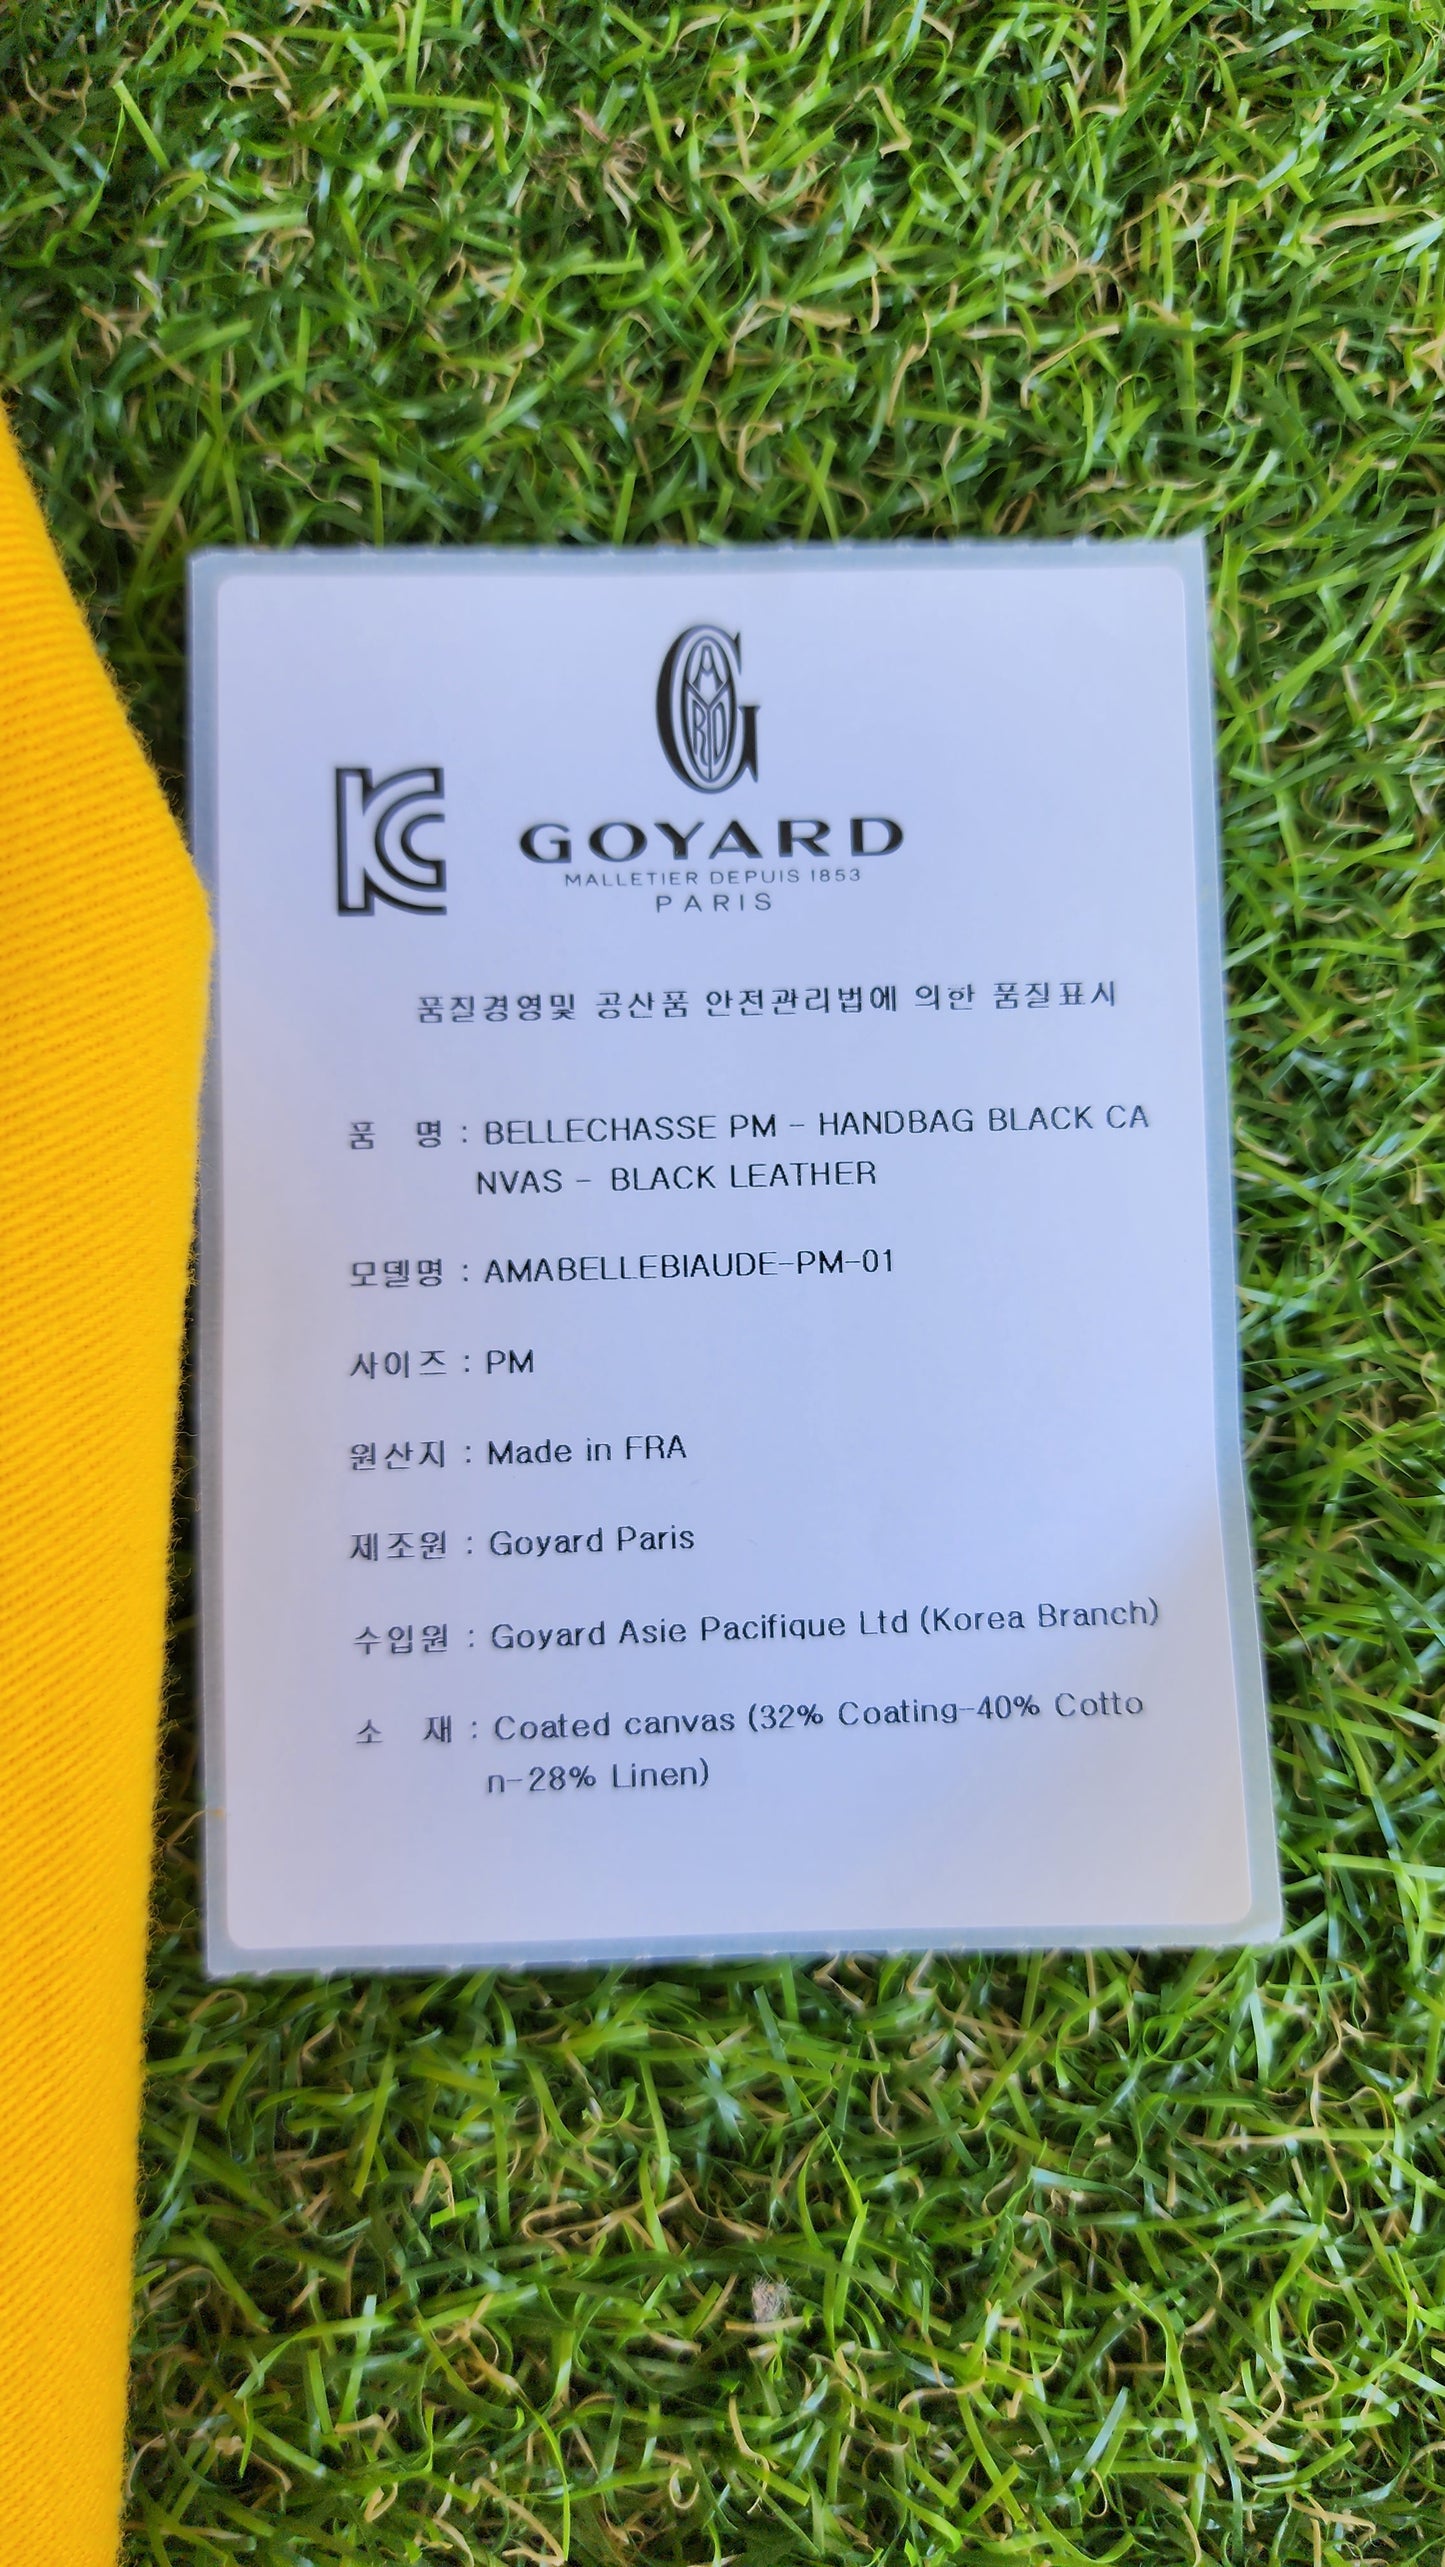 GOYARD
KC
GOYARD
MALLETIER DEPUIS 1853
PARIS
품질경영및 공산품 안전관리법에 의한 품질표시
품 명 : BELLECHASSE PM - HANDBAG BLACK CA
NVAS - BLACK LEATHER
모델명 : AMABELLEBIAUDE-PM-01
사이즈 : PM
원산지 : Made in FRA
제조원 : Goyard Paris
수입원 : Goyard Asie Pacifique Ltd (Korea Branch)
소 재 : Coated canvas (32% Coating-40% Cotto
n-28% Linen)